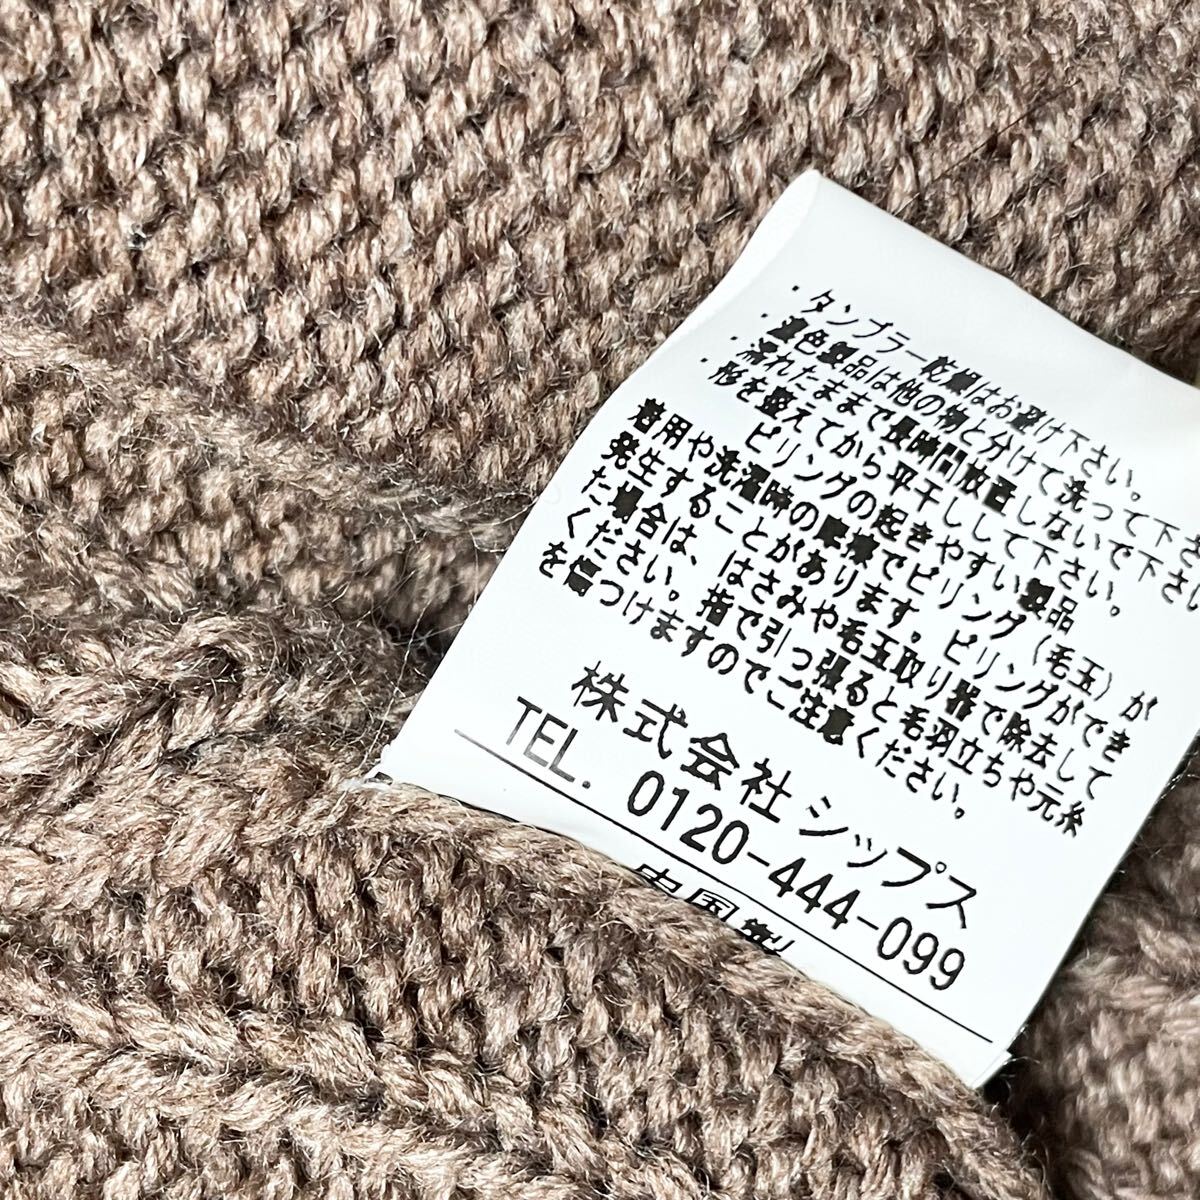 ・タンブラー乾燥はお避け下さい。
・濃色製品は他の物と分けて洗って下さ
・濡れたままで長時間放置しないで下さい
形を整えてから平干しして下さい。
ピリングの起きやすい製品
着用や洗濯時の摩擦でピリング(毛玉)が
発生することがあります。ピリングができ
た場合は、はさみや毛玉取り器で除去して
ください。指で引っ張ると毛羽立ちや元糸
を傷つけますのでご注意ください。
株式会社シップス
TEL. 0120-444-099
中国製